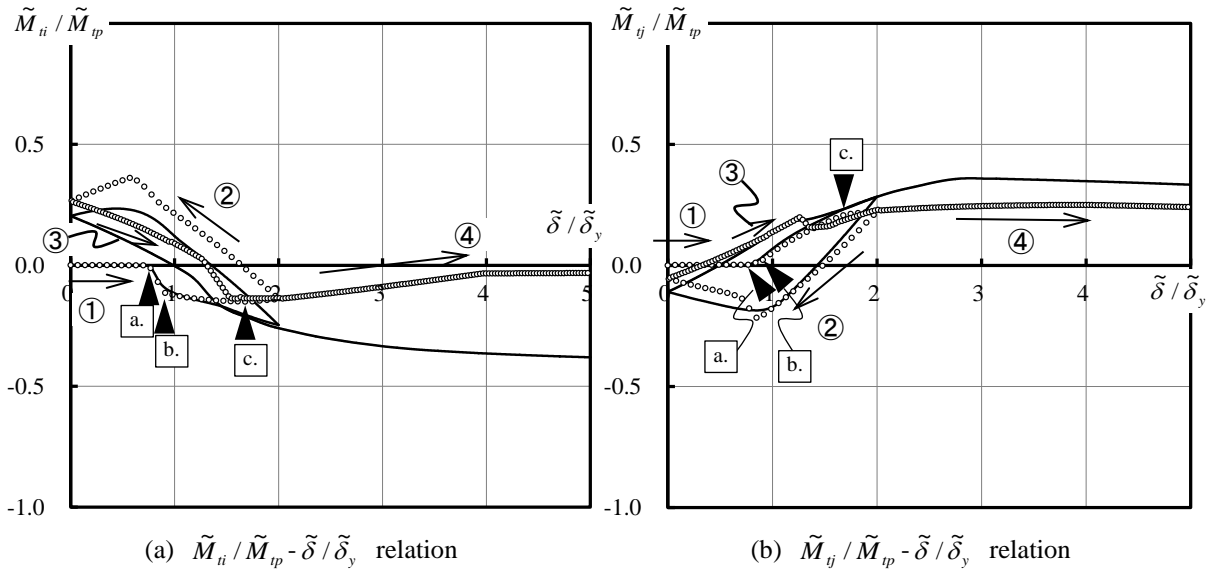 M̃ti / M̃tp
0.5
②
δ̃ / δ̃y
③
④
0.0
0 1 2 3 4 5
①
a.
b.
c.
-0.5
-1.0
(a) M̃ti / M̃tp - δ̃ / δ̃y relation
M̃tj / M̃tp
0.5
c.
③
①
④
0.0
0 1 2 3 4
δ̃ / δ̃y
②
a.
b.
-0.5
-1.0
(b) M̃tj / M̃tp - δ̃ / δ̃y relation